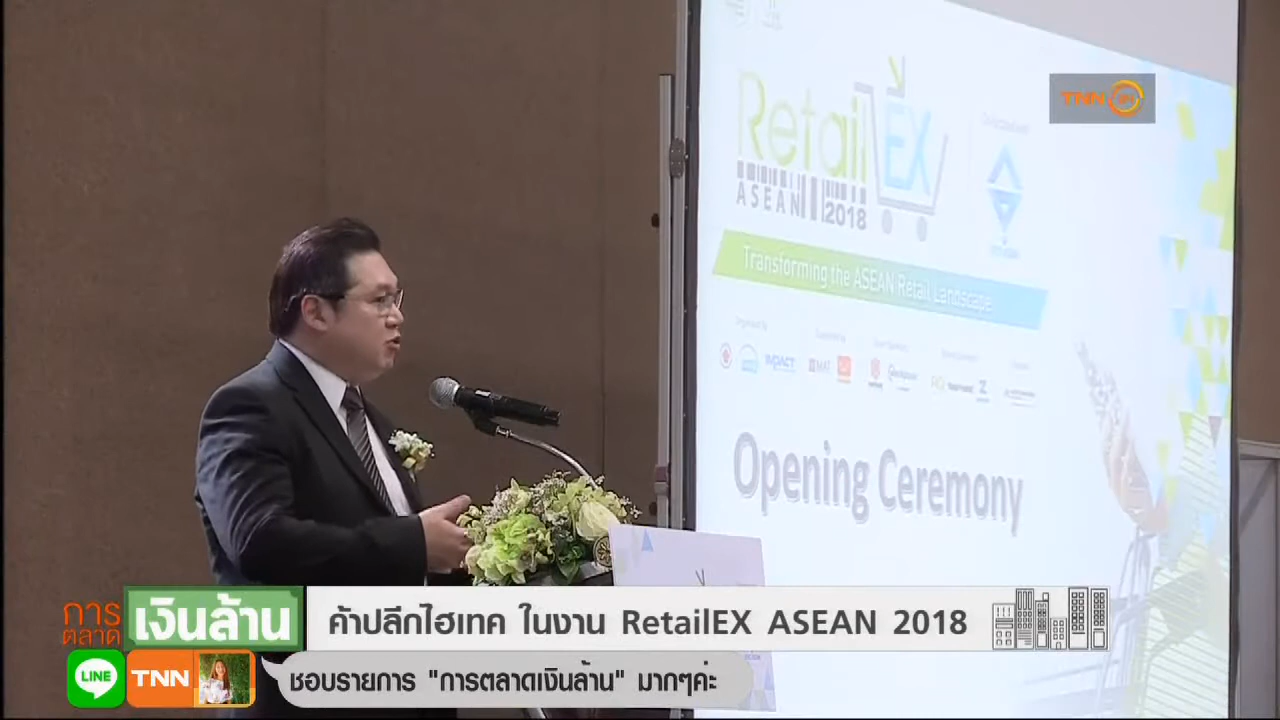 TNN
Retail EX
ASEAN 2018
Transforming the ASEAN Retail Landscape
IMPACT
Opening Ceremony
การตลาด
เงินล้าน
ค้าปลีกไฮเทค ในงาน RetailEX ASEAN 2018
LINE
TNN
ชอบรายการ "การตลาดเงินล้าน" มากๆค่ะ